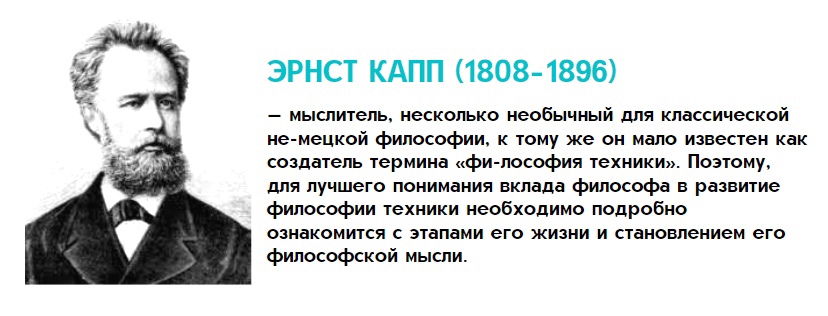 ЭРНСТ КАПП (1808-1896)
— мыслитель, несколько необычный для классической
не-мецкой философии, к тому же он мало известен как
создатель термина «фи-лософия техники». Поэтому,
для лучшего понимания вклада философа в развитие
философии техники необходимо подробно
ознакомится с этапами его жизни и становлением его
философской мысли.